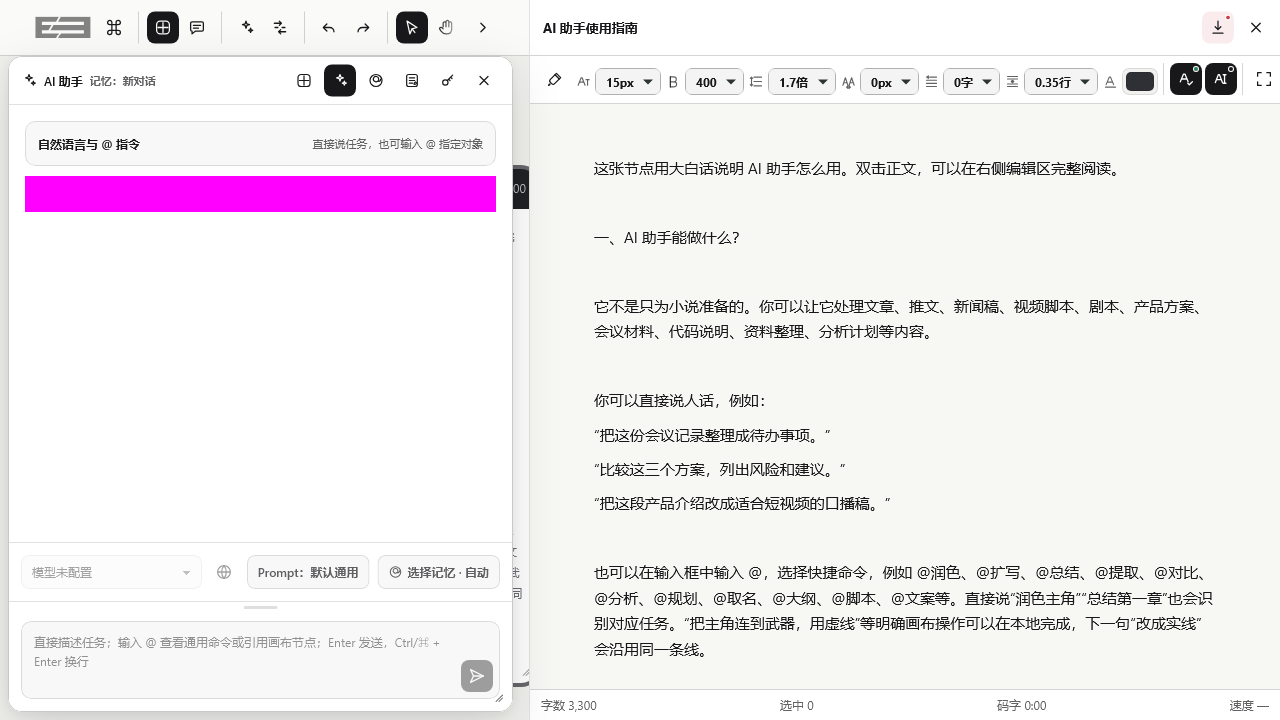 AI 助手使用指南
AI 助手 记忆：新对话
15px
B
400
1.7倍
0px
0字
0.35行
AI
自然语言与 @ 指令
直接说任务，也可输入 @ 指定对象
00
这张节点用大白话说明 AI 助手怎么用。双击正文，可以在右侧编辑区完整阅读。
一、AI 助手能做什么？
它不是只为小说准备的。你可以让它处理文章、推文、新闻稿、视频脚本、剧本、产品方案、
会议材料、代码说明、资料整理、分析计划等内容。
你可以直接说人话，例如：
“把这份会议记录整理成待办事项。”
“比较这三个方案，列出风险和建议。”
“把这段产品介绍改成适合短视频的口播稿。”
也可以在输入框中输入 @，选择快捷命令，例如 @润色、@扩写、@总结、@提取、@对比、
@分析、@规划、@取名、@大纲、@脚本、@文案等。直接说“润色主角”“总结第一章”也会识
别对应任务。“把主角连到武器，用虚线”等明确画布操作可以在本地完成，下一句“改成实线”
会沿用同一条线。
模型未配置
Prompt：默认通用
选择记忆 · 自动
直接描述任务；输入 @ 查看通用命令或引用画布节点；Enter 发送，Ctrl/⌘ +
Enter 换行
同
字数 3,300
选中 0
码字 0:00
速度 —